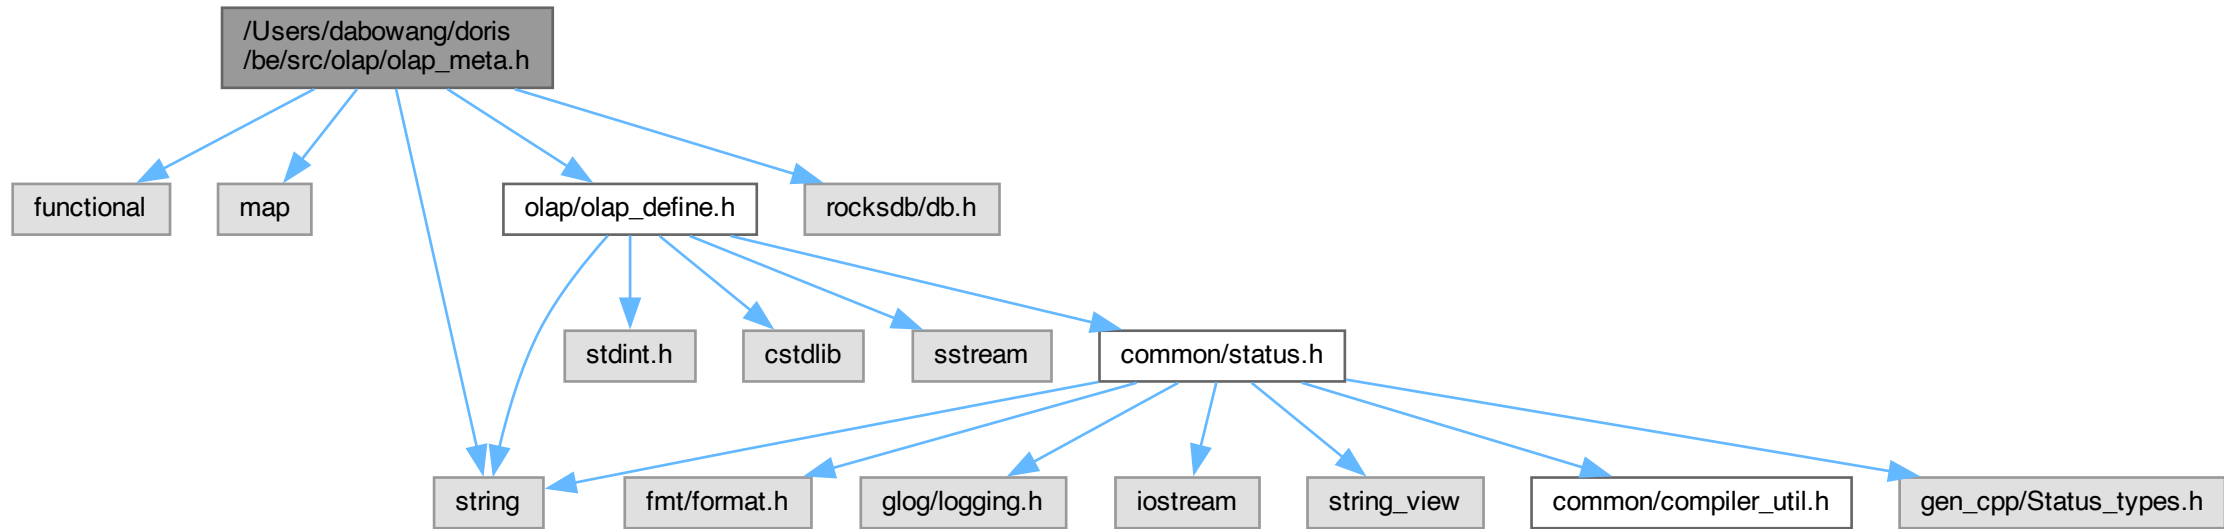 /Users/dabowang/doris
/be/src/olap/olap_meta.h
functional
map
olap/olap_define.h
rocksdb/db.h
stdint.h
cstdlib
sstream
common/status.h
string
fmt/format.h
glog/logging.h
iostream
string_view
common/compiler_util.h
gen_cpp/Status_types.h